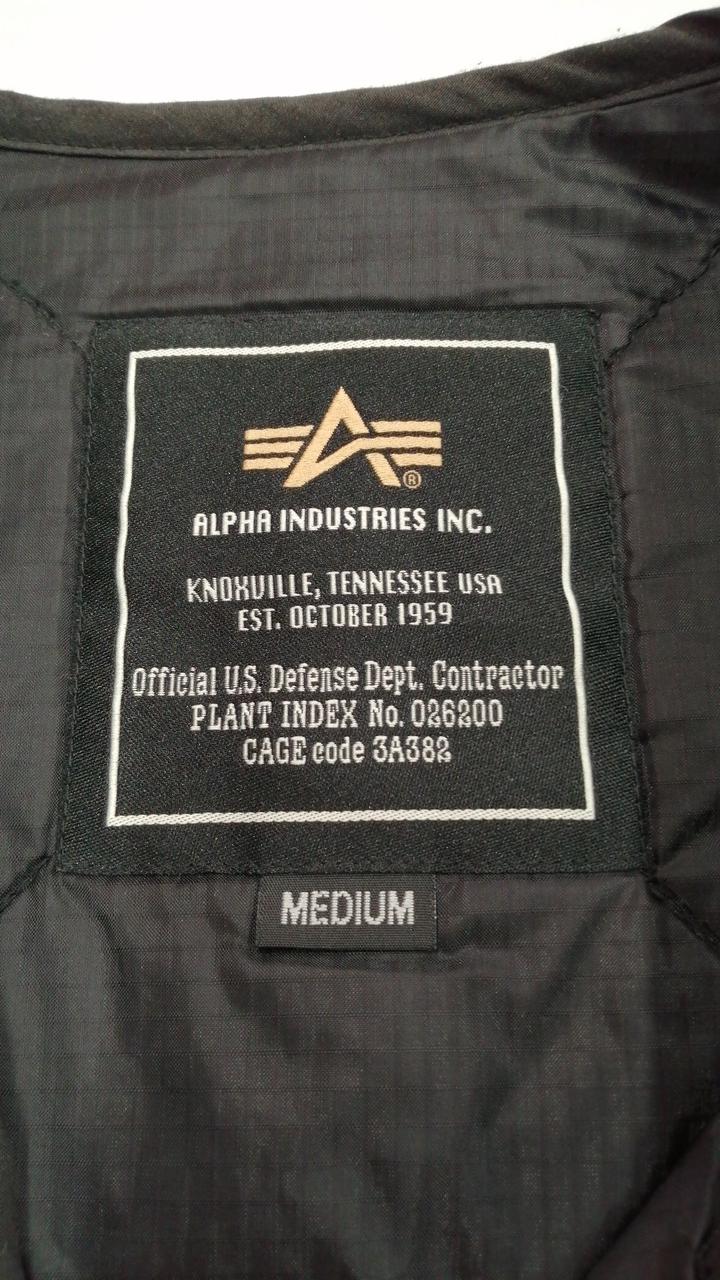 ®
ALPHA INDUSTRIES INC.
KNOXVILLE, TENNESSEE USA
EST. OCTOBER 1959
Official U.S. Defense Dept. Contractor
PLANT INDEX No. 026200
CAGE code 3A382
MEDIUM